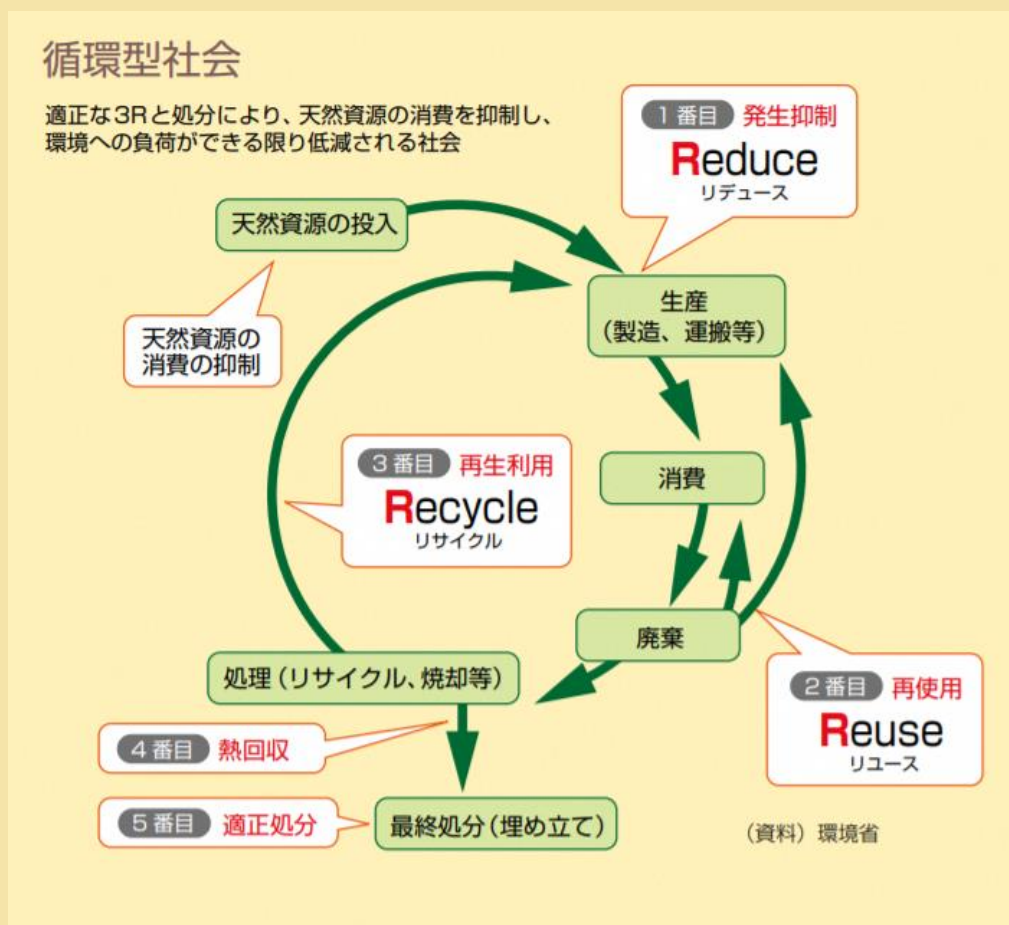 循環型社会
適正な3Rと処分により、天然資源の消費を抑制し、
環境への負荷ができる限り低減される社会
1番目 発生抑制
Reduce
リデュース
天然資源の投入
天然資源の
消費の抑制
生産
(製造、運搬等)
3番目 再生利用
Recycle
リサイクル
消費
廃棄
処理(リサイクル、焼却等)
2番目 再使用
Reuse
リユース
4番目 熱回収
5番目 適正処分
最終処分(埋め立て)
(資料)環境省